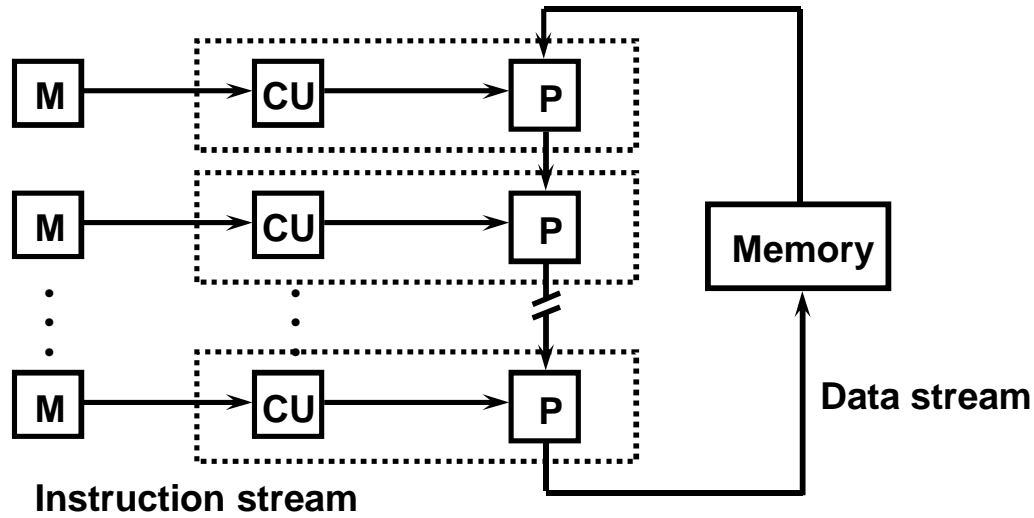 M CU P
M CU P
Memory
M CU P
Data stream
Instruction stream